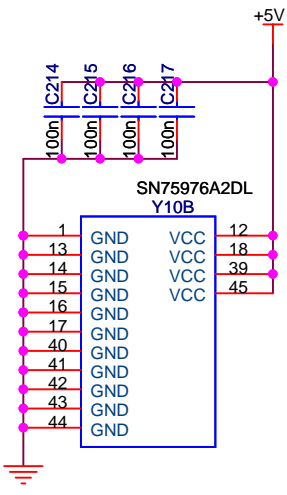 +5V
C214 C215 C216 C217
100n 100n 100n 100n
SN75976A2DL
Y10B
1 GND VCC 12
13 GND VCC 18
14 GND VCC 39
15 GND VCC 45
16 GND
17 GND
40 GND
41 GND
42 GND
43 GND
44 GND